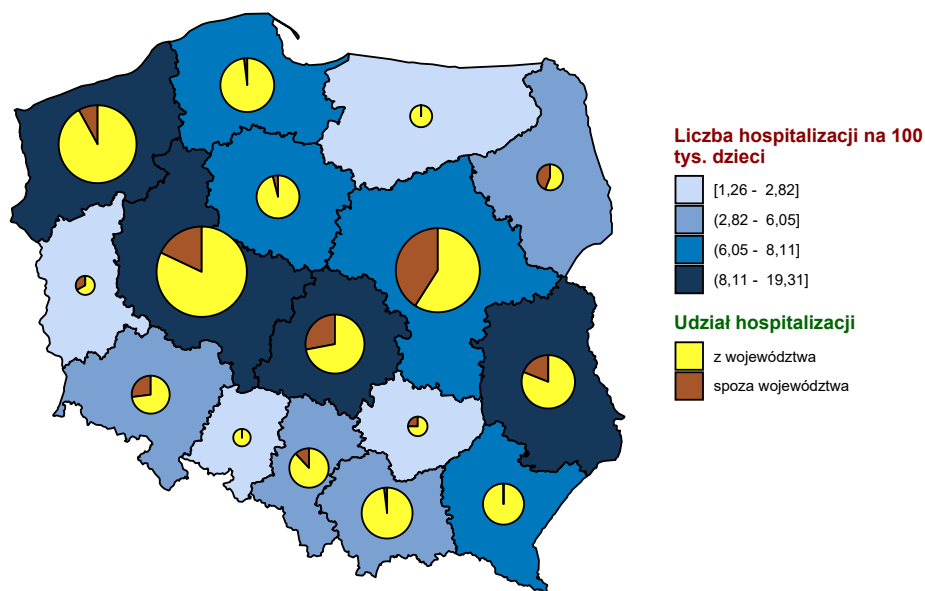 Liczba hospitalizacji na 100
tys. dzieci
[1,26 - 2,82]
(2,82 - 6,05]
(6,05 - 8,11]
(8,11 - 19,31]
Udział hospitalizacji
z województwa
spoza województwa